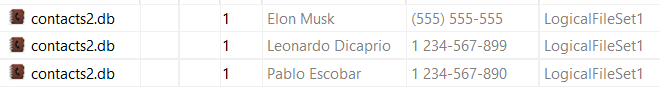 contacts2.db 1 Elon Musk (555) 555-555 LogicalFileSet1
contacts2.db 1 Leonardo Dicaprio 1 234-567-899 LogicalFileSet1
contacts2.db 1 Pablo Escobar 1 234-567-890 LogicalFileSet1